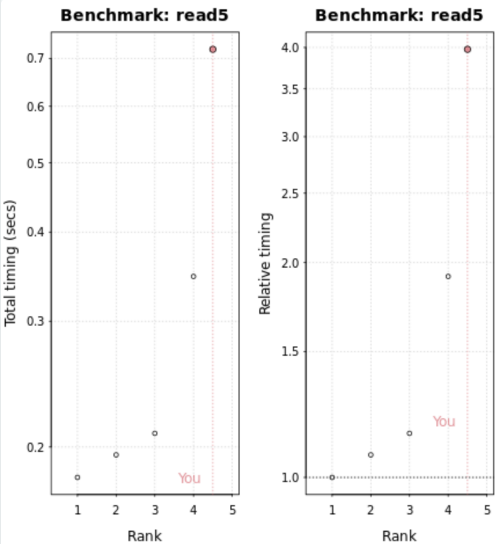 Benchmark: read5
Total timing (secs)
0.7
0.6
0.5
0.4
0.3
0.2
You
1 2 3 4 5
Rank
Benchmark: read5
Relative timing
4.0
3.5
3.0
2.5
2.0
1.5
1.0
You
1 2 3 4 5
Rank